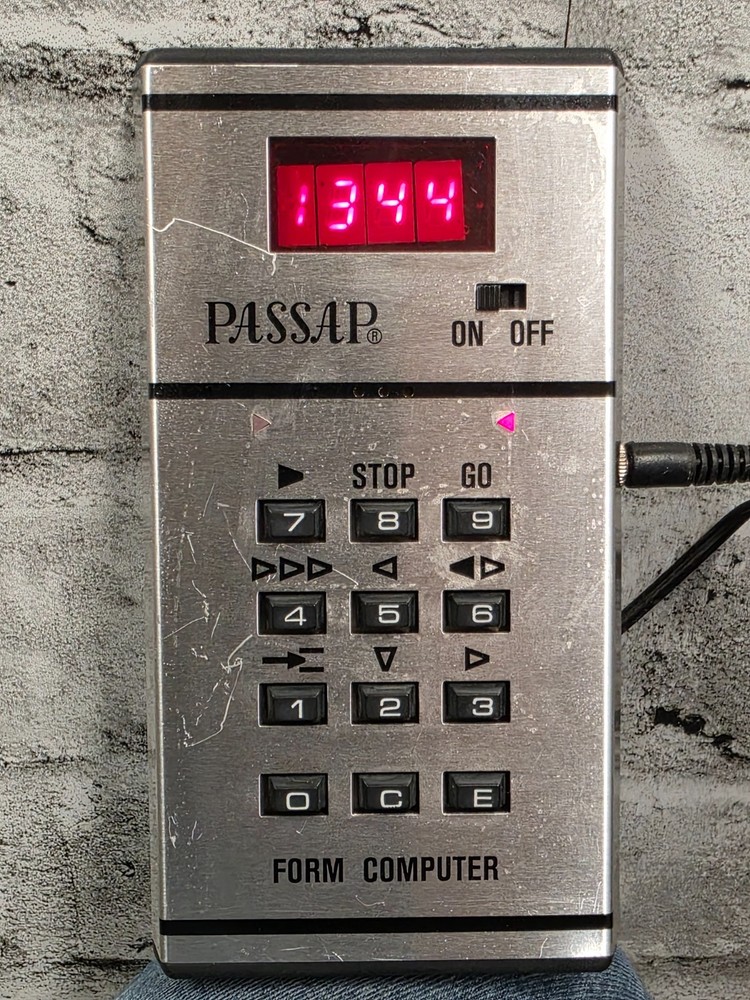 1344
PASSAP®
ON OFF
STOP GO
7 8 9
4 5 6
1 2 3
0 C E
FORM COMPUTER